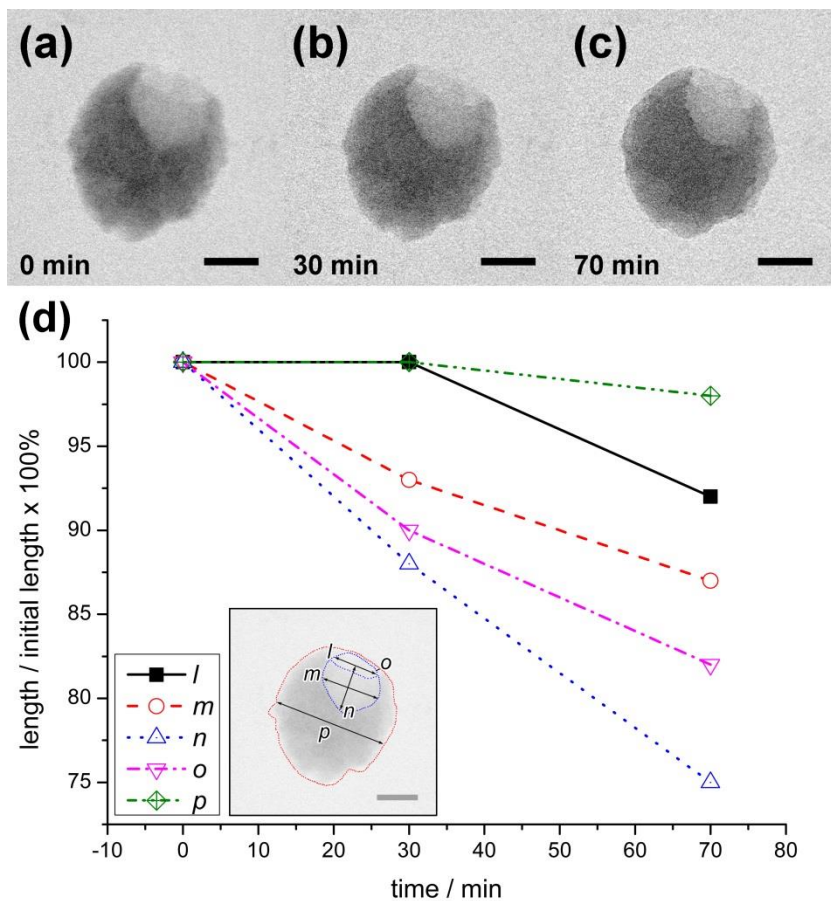 (a)
(b)
(c)
0 min
30 min
70 min
(d)
length / initial length x 100%
100
95
90
85
80
75
l
m
n
o
p
l
o
m
n
p
-10 0 10 20 30 40 50 60 70 80
time / min